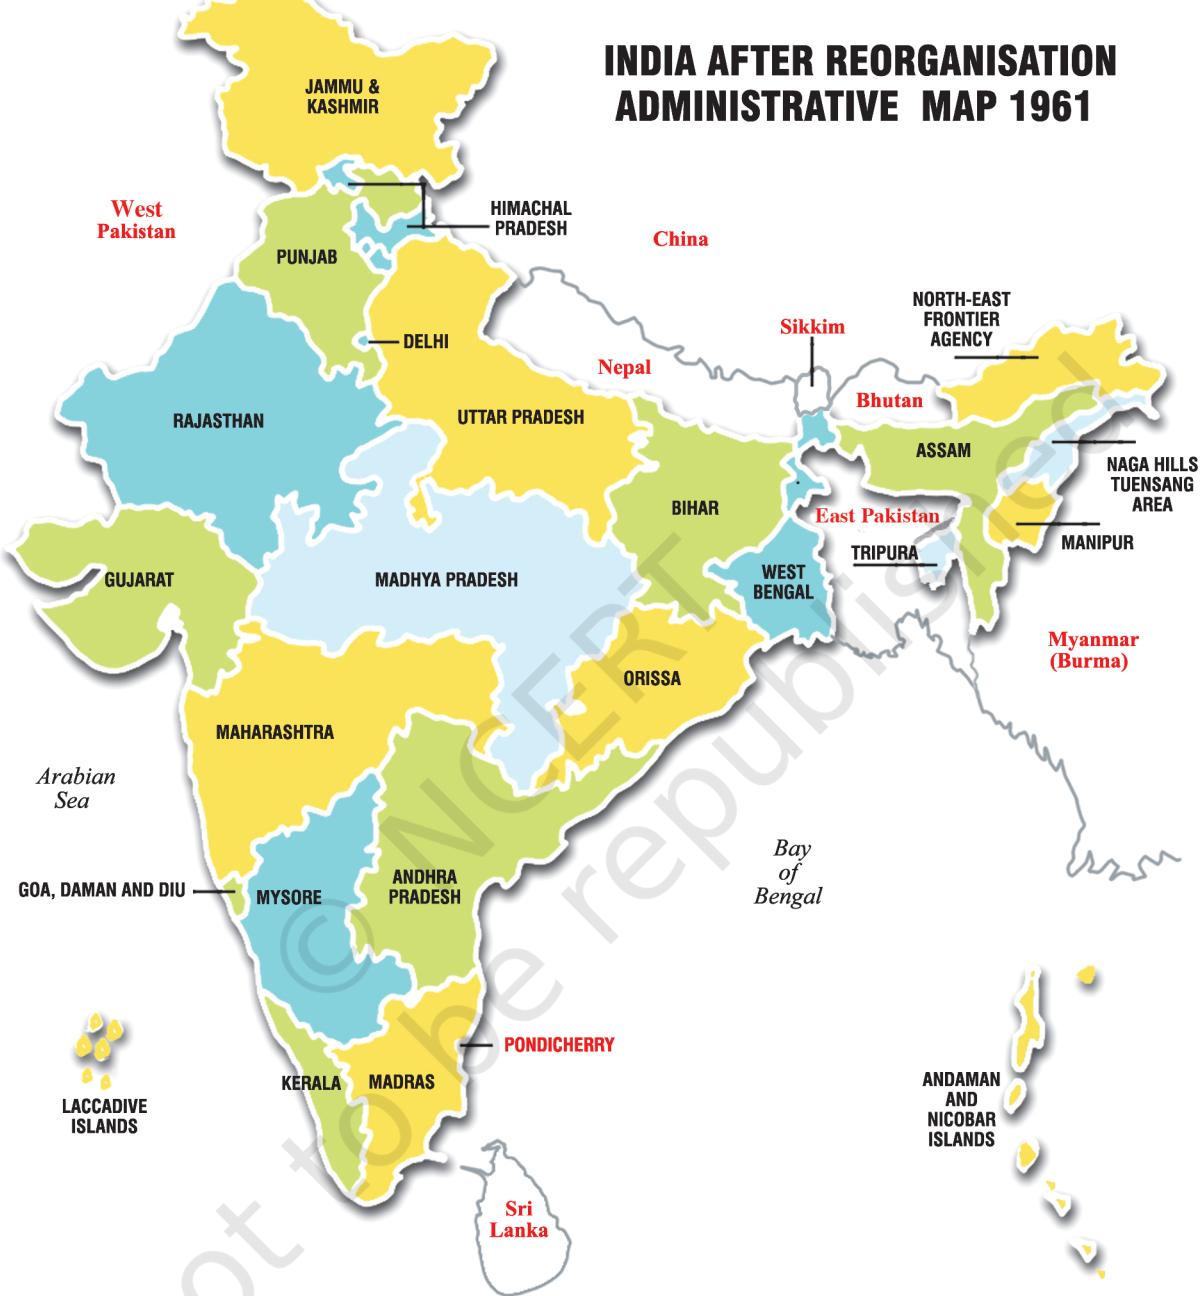 INDIA AFTER REORGANISATION
ADMINISTRATIVE MAP 1961
JAMMU &
KASHMIR
West
Pakistan
HIMACHAL
PRADESH
China
PUNJAB
DELHI
NORTH-EAST
FRONTIER
AGENCY
Sikkim
Nepal
Bhutan
RAJASTHAN
UTTAR PRADESH
ASSAM
NAGA HILLS
TUENSANG
AREA
BIHAR
East Pakistan
MANIPUR
TRIPURA
GUJARAT
MADHYA PRADESH
WEST
BENGAL
Myanmar
(Burma)
ORISSA
MAHARASHTRA
Arabian
Sea
Bay
of
Bengal
GOA, DAMAN AND DIU
MYSORE
ANDHRA
PRADESH
PONDICHERRY
KERALA
MADRAS
LACCADIVE
ISLANDS
ANDAMAN
AND
NICOBAR
ISLANDS
Sri
Lanka
© NCERT
not to be republished